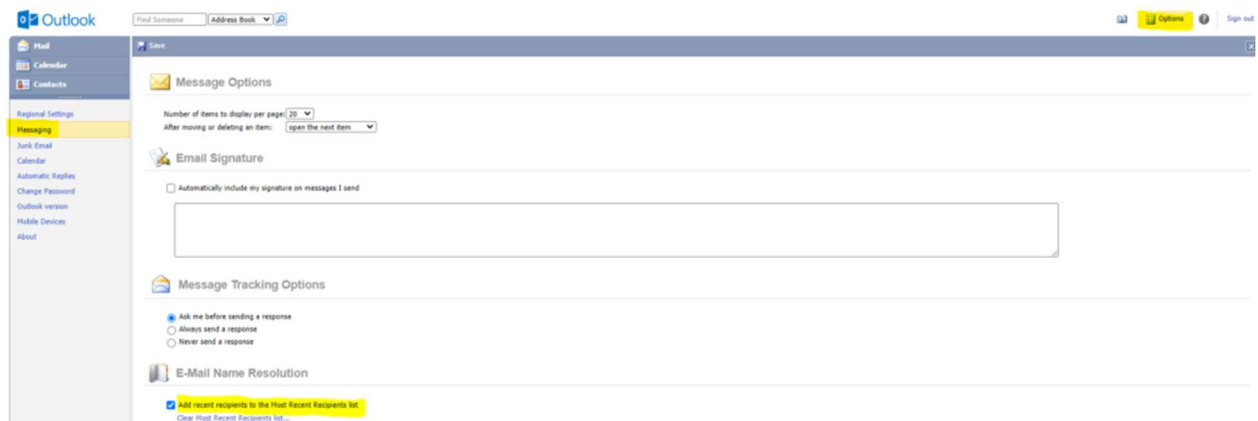 Outlook
Find Someone Address Book
Options Sign out
Mail
Calendar
Contacts
Regional Settings
Messaging
Junk Email
Calendar
Automatic Replies
Change Password
Outlook version
Mobile Devices
About
Save
Message Options
Number of items to display per page: 20
After moving or deleting an item: open the next item
Email Signature
Automatically include my signature on messages I send
Message Tracking Options
Ask me before sending a response
Always send a response
Never send a response
E-Mail Name Resolution
Add recent recipients to the Most Recent Recipients list
Clear Most Recent Recipients list...